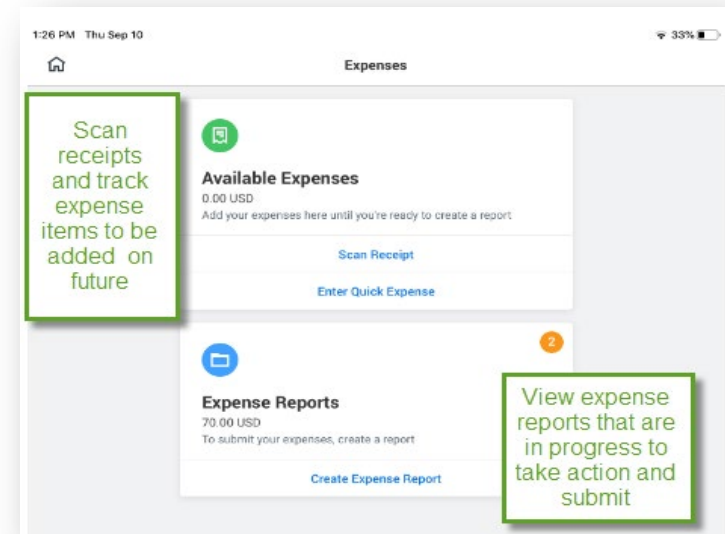 1:26 PM Thu Sep 10
33%
Expenses
Scan
receipts
and track
expense
items to be
added on
future
Available Expenses
0.00 USD
Add your expenses here until you're ready to create a report
Scan Receipt
Enter Quick Expense
2
Expense Reports
70.00 USD
To submit your expenses, create a report
Create Expense Report
View expense
reports that are
in progress to
take action and
submit